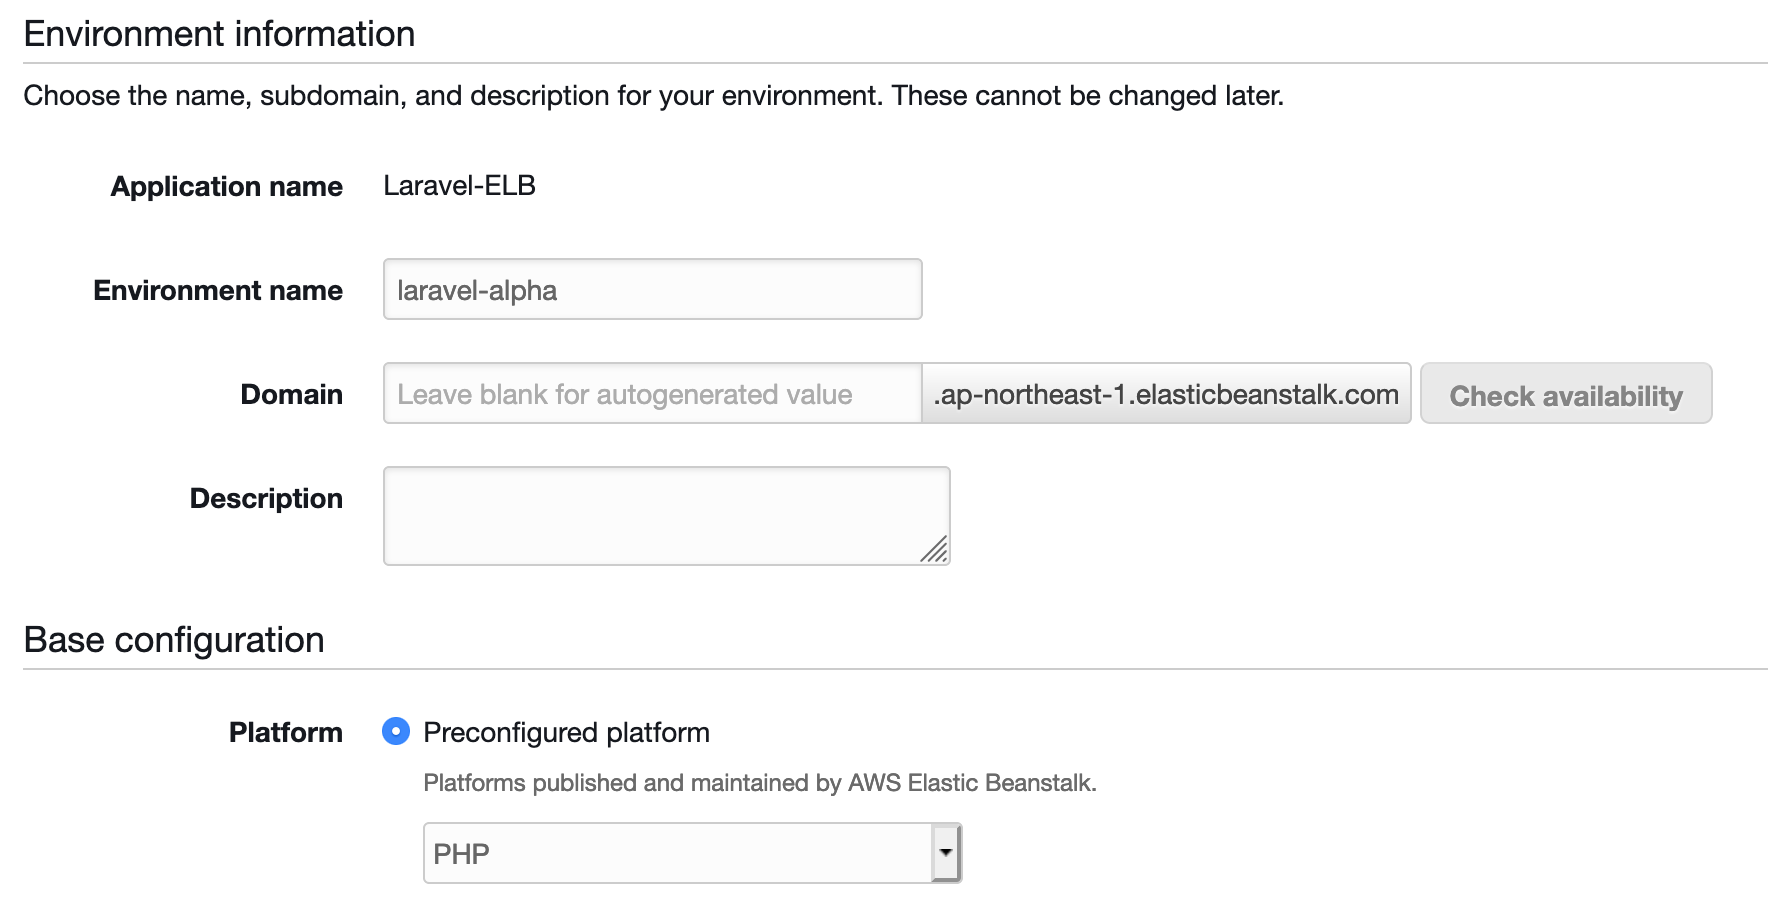 Environment information
Choose the name, subdomain, and description for your environment. These cannot be changed later.
Application name Laravel-ELB
Environment name laravel-alpha
Domain Leave blank for autogenerated value .ap-northeast-1.elasticbeanstalk.com Check availability
Description
Base configuration
Platform Preconfigured platform
Platforms published and maintained by AWS Elastic Beanstalk.
PHP